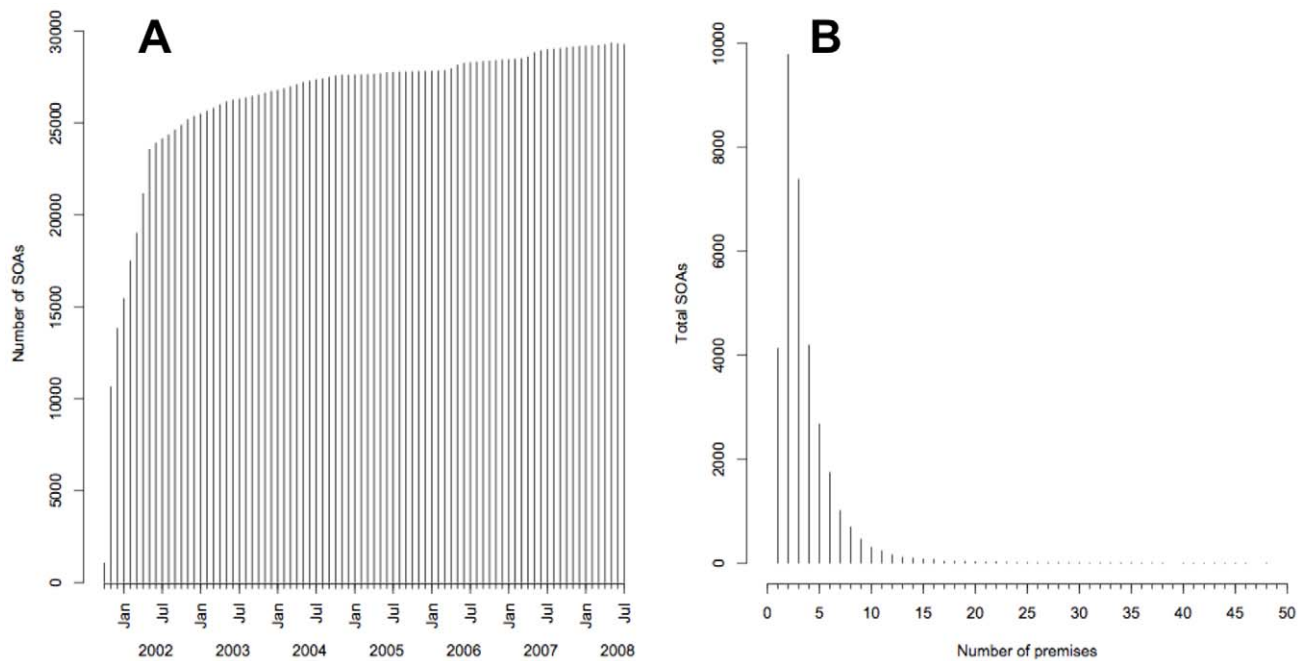 A
Number of SOAs
30000
25000
20000
15000
10000
5000
0
Jan Jul Jan Jul Jan Jul Jan Jul Jan Jul Jan Jul Jan Jul
2002 2003 2004 2005 2006 2007 2008
B
Total SOAs
10000
8000
6000
4000
2000
0
0 5 10 15 20 25 30 35 40 45 50
Number of premises